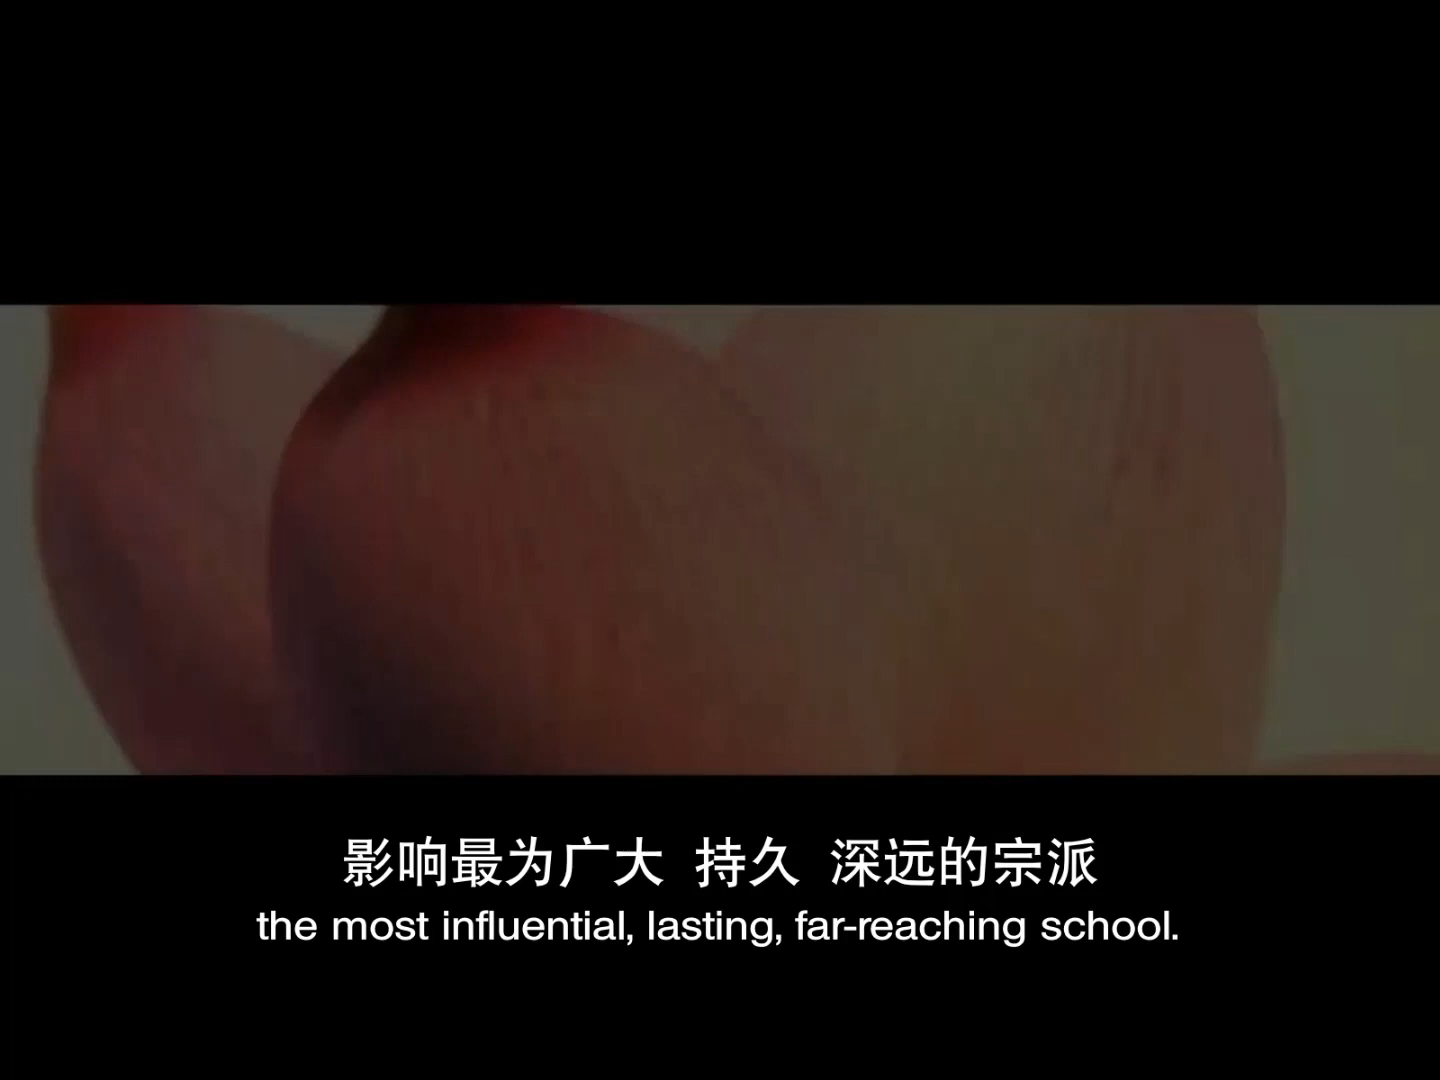 影响最为广大 持久 深远的宗派
the most influential, lasting, far-reaching school.